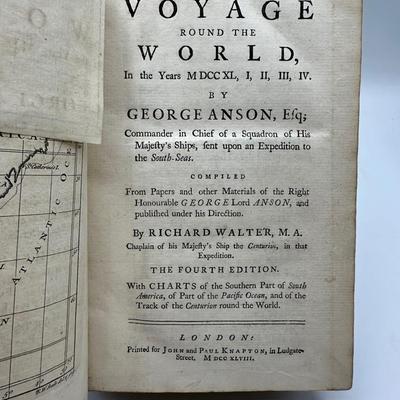 VOYAGE
ROUND THE
WORLD,
In the Years MDCCXL, I, II, III, IV.
BY
GEORGE ANSON, Esq;
Commander in Chief of a Squadron of His
Majeſty's Ships, ſent upon an Expedition to
the South-Seas.
COMPILED
From Papers and other Materials of the Right
Honourable GEORGE Lord ANSON, and
publiſhed under his Direction.
By RICHARD WALTER, M. A.
Chaplain of his Majeſty's Ship the Centurion, in that
Expedition.
THE FOURTH EDITION.
With CHARTS of the Southern Part of South
America, of Part of the Pacific Ocean, and of the
Track of the Centurion round the World.
LONDON:
Printed for JOHN and PAUL KNAPTON, in Ludgate-
Street. MDCCXLVIII.
ATLANTIC OC